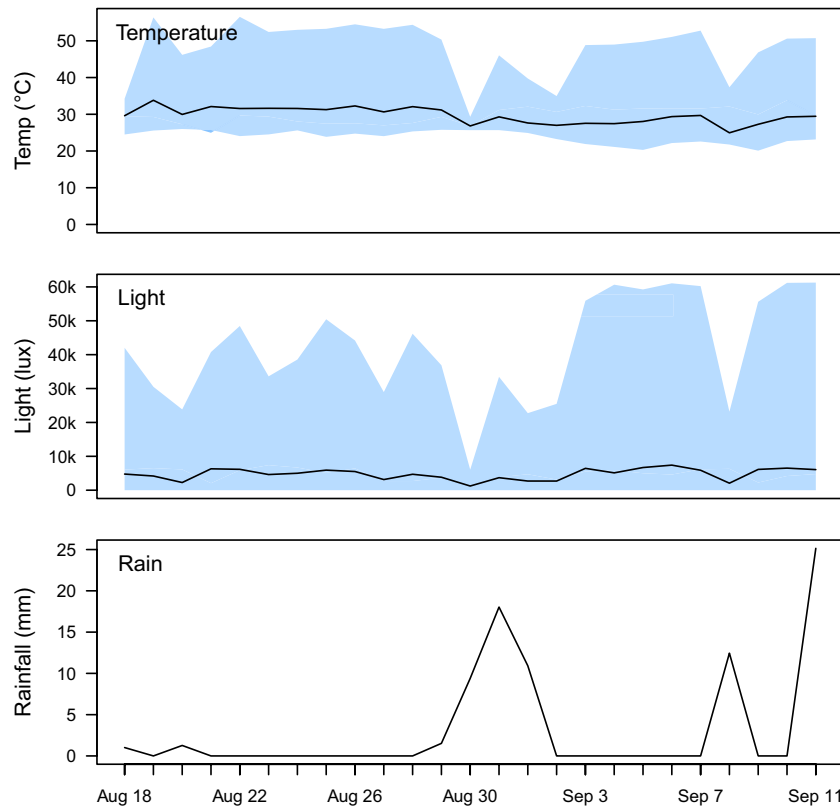 Temperature
Temp (°C)
50
40
30
20
10
0
Light
Light (lux)
60k
50k
40k
30k
20k
10k
0
Rain
Rainfall (mm)
25
20
15
10
5
0
Aug 18 Aug 22 Aug 26 Aug 30 Sep 3 Sep 7 Sep 11